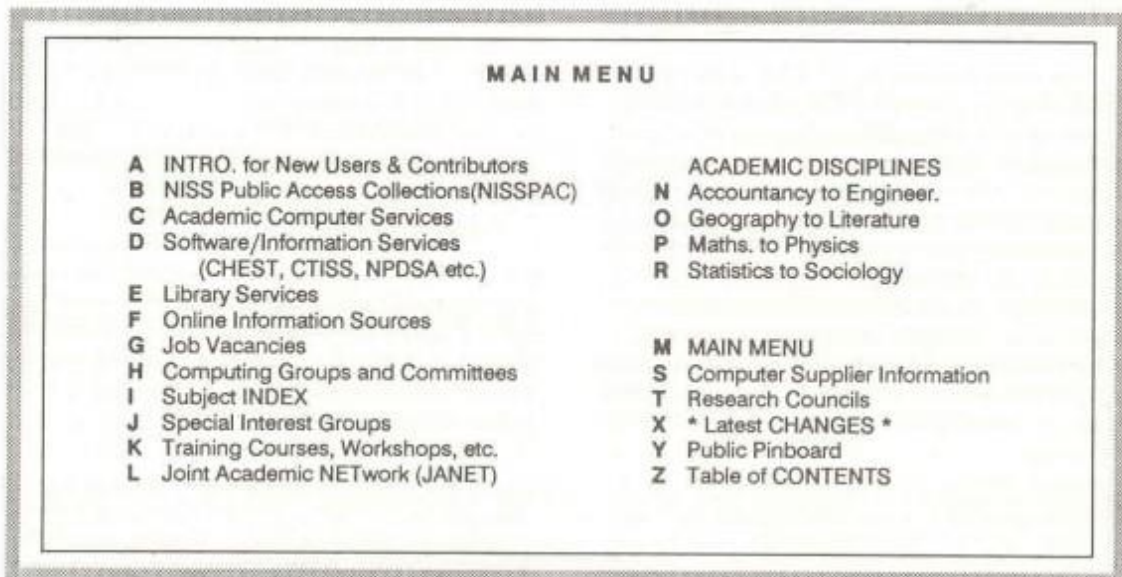 MAIN MENU
A INTRO. for New Users & Contributors
B NISS Public Access Collections(NISSPAC)
C Academic Computer Services
D Software/Information Services
(CHEST, CTISS, NPDSA etc.)
E Library Services
F Online Information Sources
G Job Vacancies
H Computing Groups and Committees
I Subject INDEX
J Special Interest Groups
K Training Courses, Workshops, etc.
L Joint Academic NETwork (JANET)
ACADEMIC DISCIPLINES
N Accountancy to Engineer.
O Geography to Literature
P Maths. to Physics
R Statistics to Sociology
M MAIN MENU
S Computer Supplier Information
T Research Councils
X * Latest CHANGES *
Y Public Pinboard
Z Table of CONTENTS